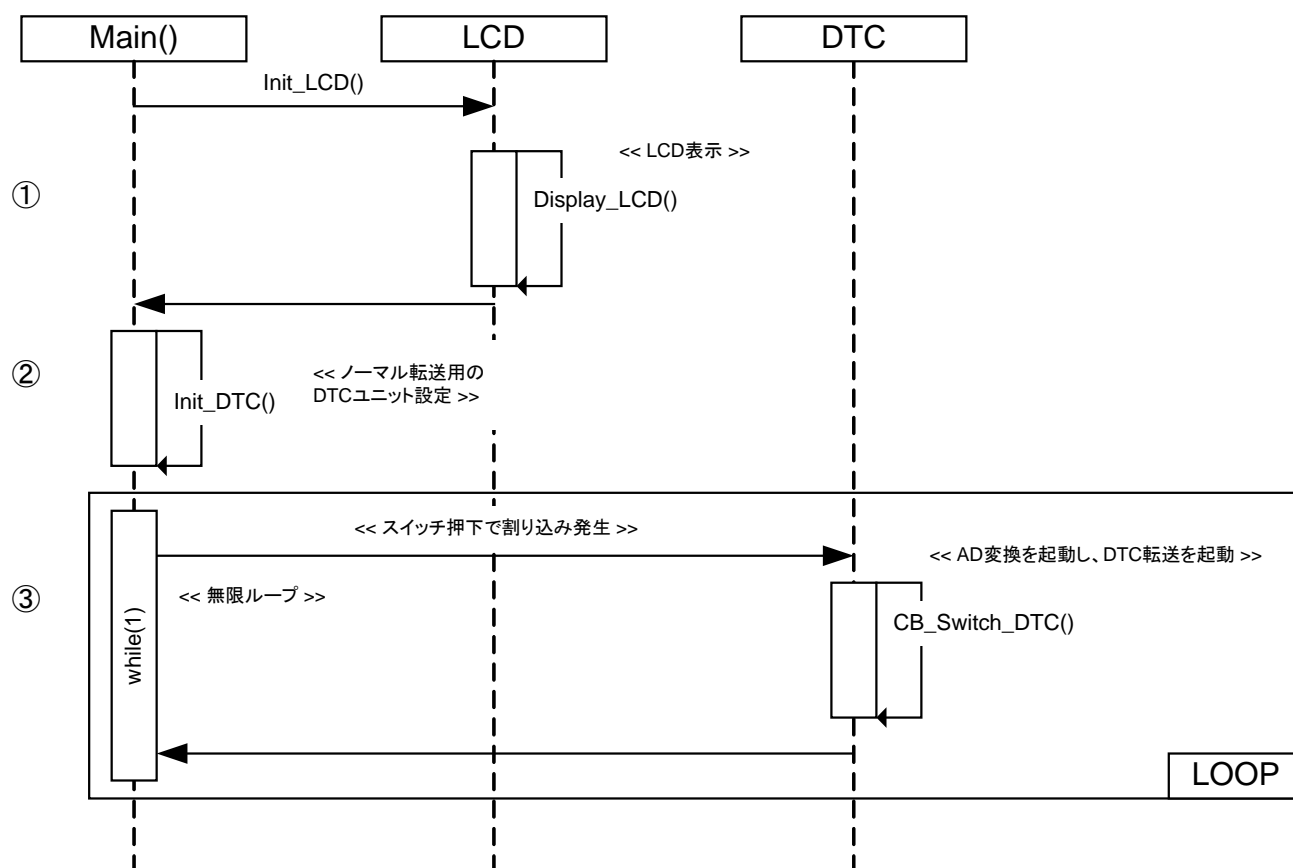 Main()
LCD
DTC
Init_LCD()
<< LCD表示 >>
①
Display_LCD()
②
<< ノーマル転送用の
DTCユニット設定 >>
Init_DTC()
<< スイッチ押下で割り込み発生 >>
<< AD変換を起動し、DTC転送を起動 >>
③
<< 無限ループ >>
while(1)
CB_Switch_DTC()
LOOP